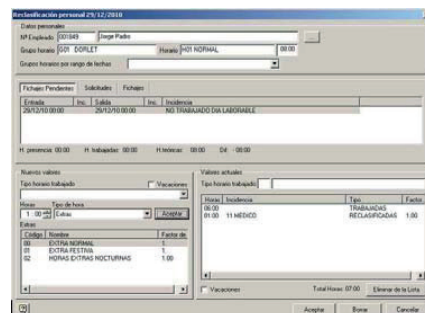 Reclasificación personal 29/12/2010
Datos personales
Nº Empleado 001849 Jorge Padro ...
Grupo horario G01 DORLET Horario H01 NORMAL 00:00
Grupos horarios por rango de fechas
Fichajes Pendientes Solicitudes Fichajes
Entrada Inc. Salida Inc. Incidencia
29/12/10 00:00 29/12/10 00:00 NO TRABAJADO DIA LABORABLE
H. presencia 00:00 H. trabajadas 00:00 H.teóricas 08:00 Dif. -08:00
Nuevos valores
Tipo horario trabajado Vacaciones
Horas Tipo de hora
1 : 00 Extras Aceptar
Extras
Código Nombre Factor de
00 EXTRA NORMAL 1.
01 EXTRA FESTIVA 1.
02 HORAS EXTRAS NOCTURNAS 1.00
Valores actuales
Tipo horario trabajado
Horas Incidencia Tipo Factor
06:00 TRABAJADAS
01:00 11 MEDICO RECLASIFICADAS 1.00
Vacaciones Total Horas 07:00 Eliminar de la Lista
Aceptar Borrar Cancelar